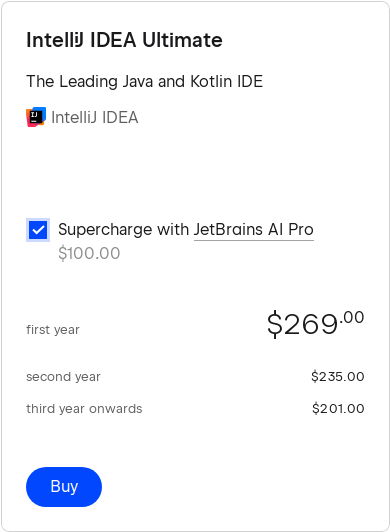 IntelliJ IDEA Ultimate
The Leading Java and Kotlin IDE
IJ IntelliJ IDEA
Supercharge with JetBrains AI Pro
$100.00
first year $269.00
second year $235.00
third year onwards $201.00
Buy